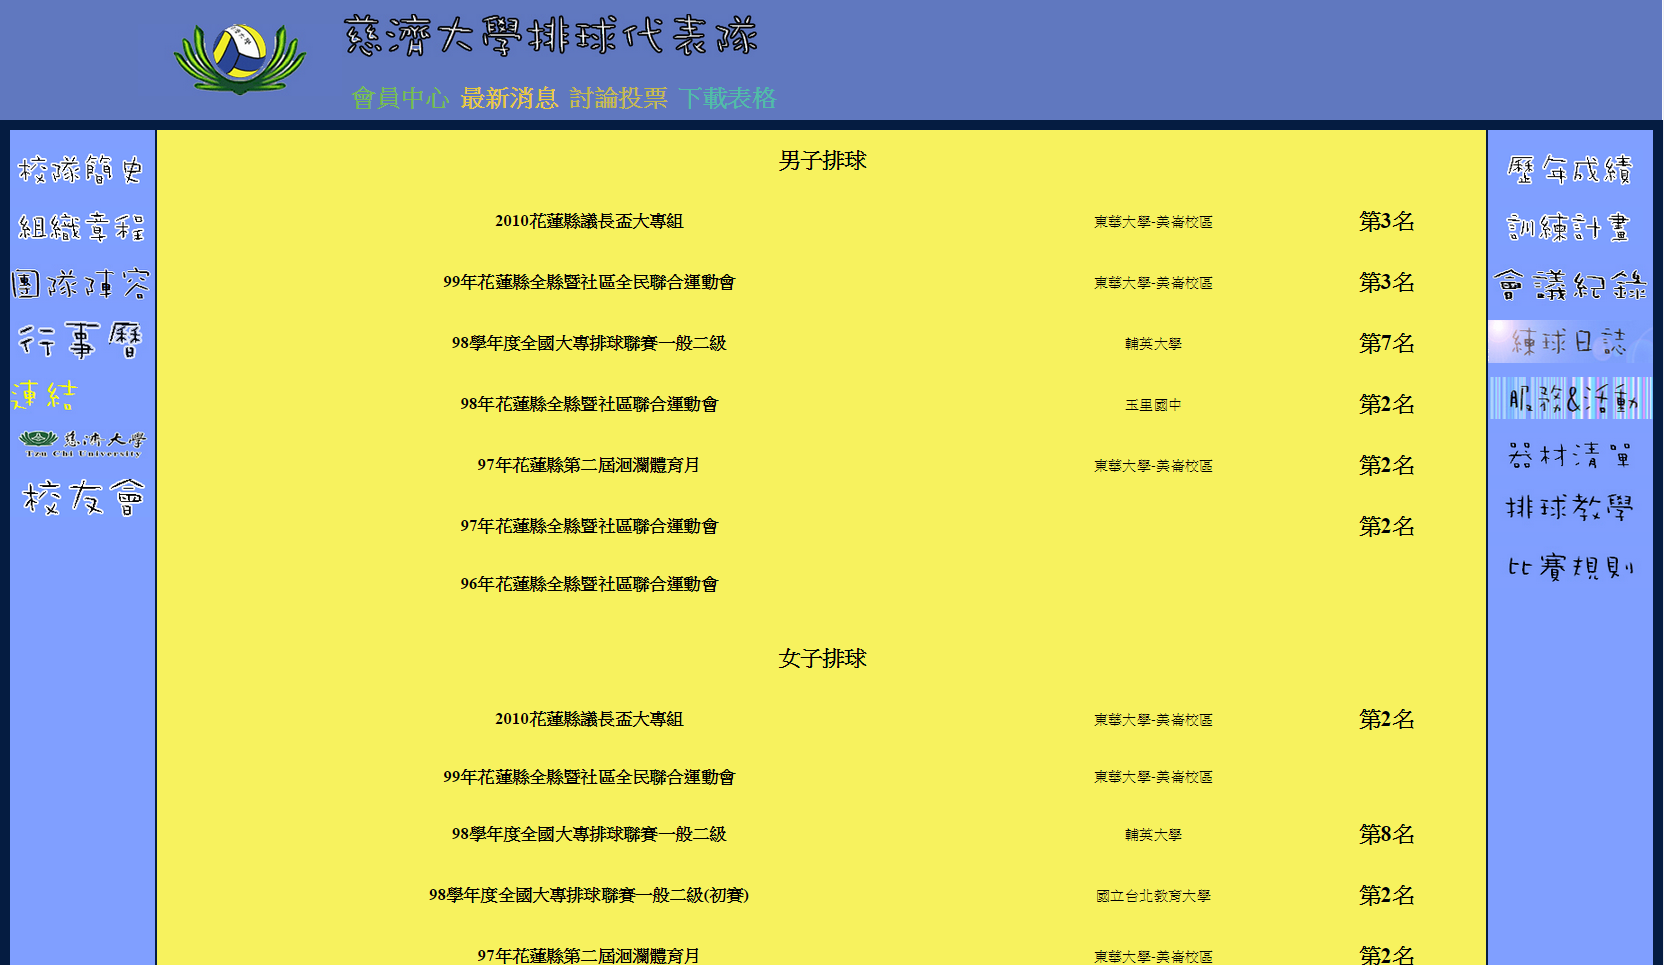 慈濟大學排球代表隊
會員中心 最新消息 討論投票 下載表格
校隊簡史
組織章程
團隊陣容
行事曆
連結
慈濟大學
Tzu Chi University
校友會
男子排球
2010花蓮縣議長盃大專組 東華大學-美崙校區 第3名
99年花蓮縣全縣暨社區全民聯合運動會 東華大學-美崙校區 第3名
98學年度全國大專排球聯賽一般二級 輔英大學 第7名
98年花蓮縣全縣暨社區聯合運動會 玉里國中 第2名
97年花蓮縣第二屆洄瀾體育月 東華大學-美崙校區 第2名
97年花蓮縣全縣暨社區聯合運動會 第2名
96年花蓮縣全縣暨社區聯合運動會
女子排球
2010花蓮縣議長盃大專組 東華大學-美崙校區 第2名
99年花蓮縣全縣暨社區全民聯合運動會 東華大學-美崙校區
98學年度全國大專排球聯賽一般二級 輔英大學 第8名
98學年度全國大專排球聯賽一般二級(初賽) 國立台北教育大學 第2名
97年花蓮縣第二屆洄瀾體育月 東華大學-美崙校區 第2名
歷年成績
訓練計畫
會議紀錄
練球日誌
服務&活動
器材清單
排球教學
比賽規則